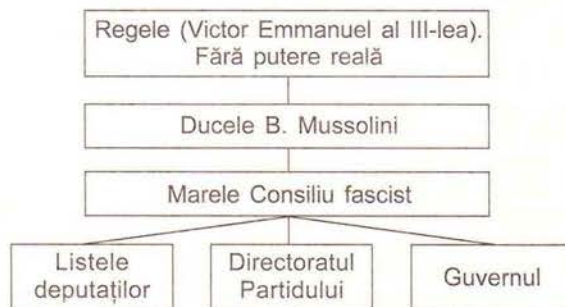 Regele (Victor Emmanuel al III-lea).
Fără putere reală
Ducele B. Mussolini
Marele Consiliu fascist
Listele
deputaților
Directoratul
Partidului
Guvernul